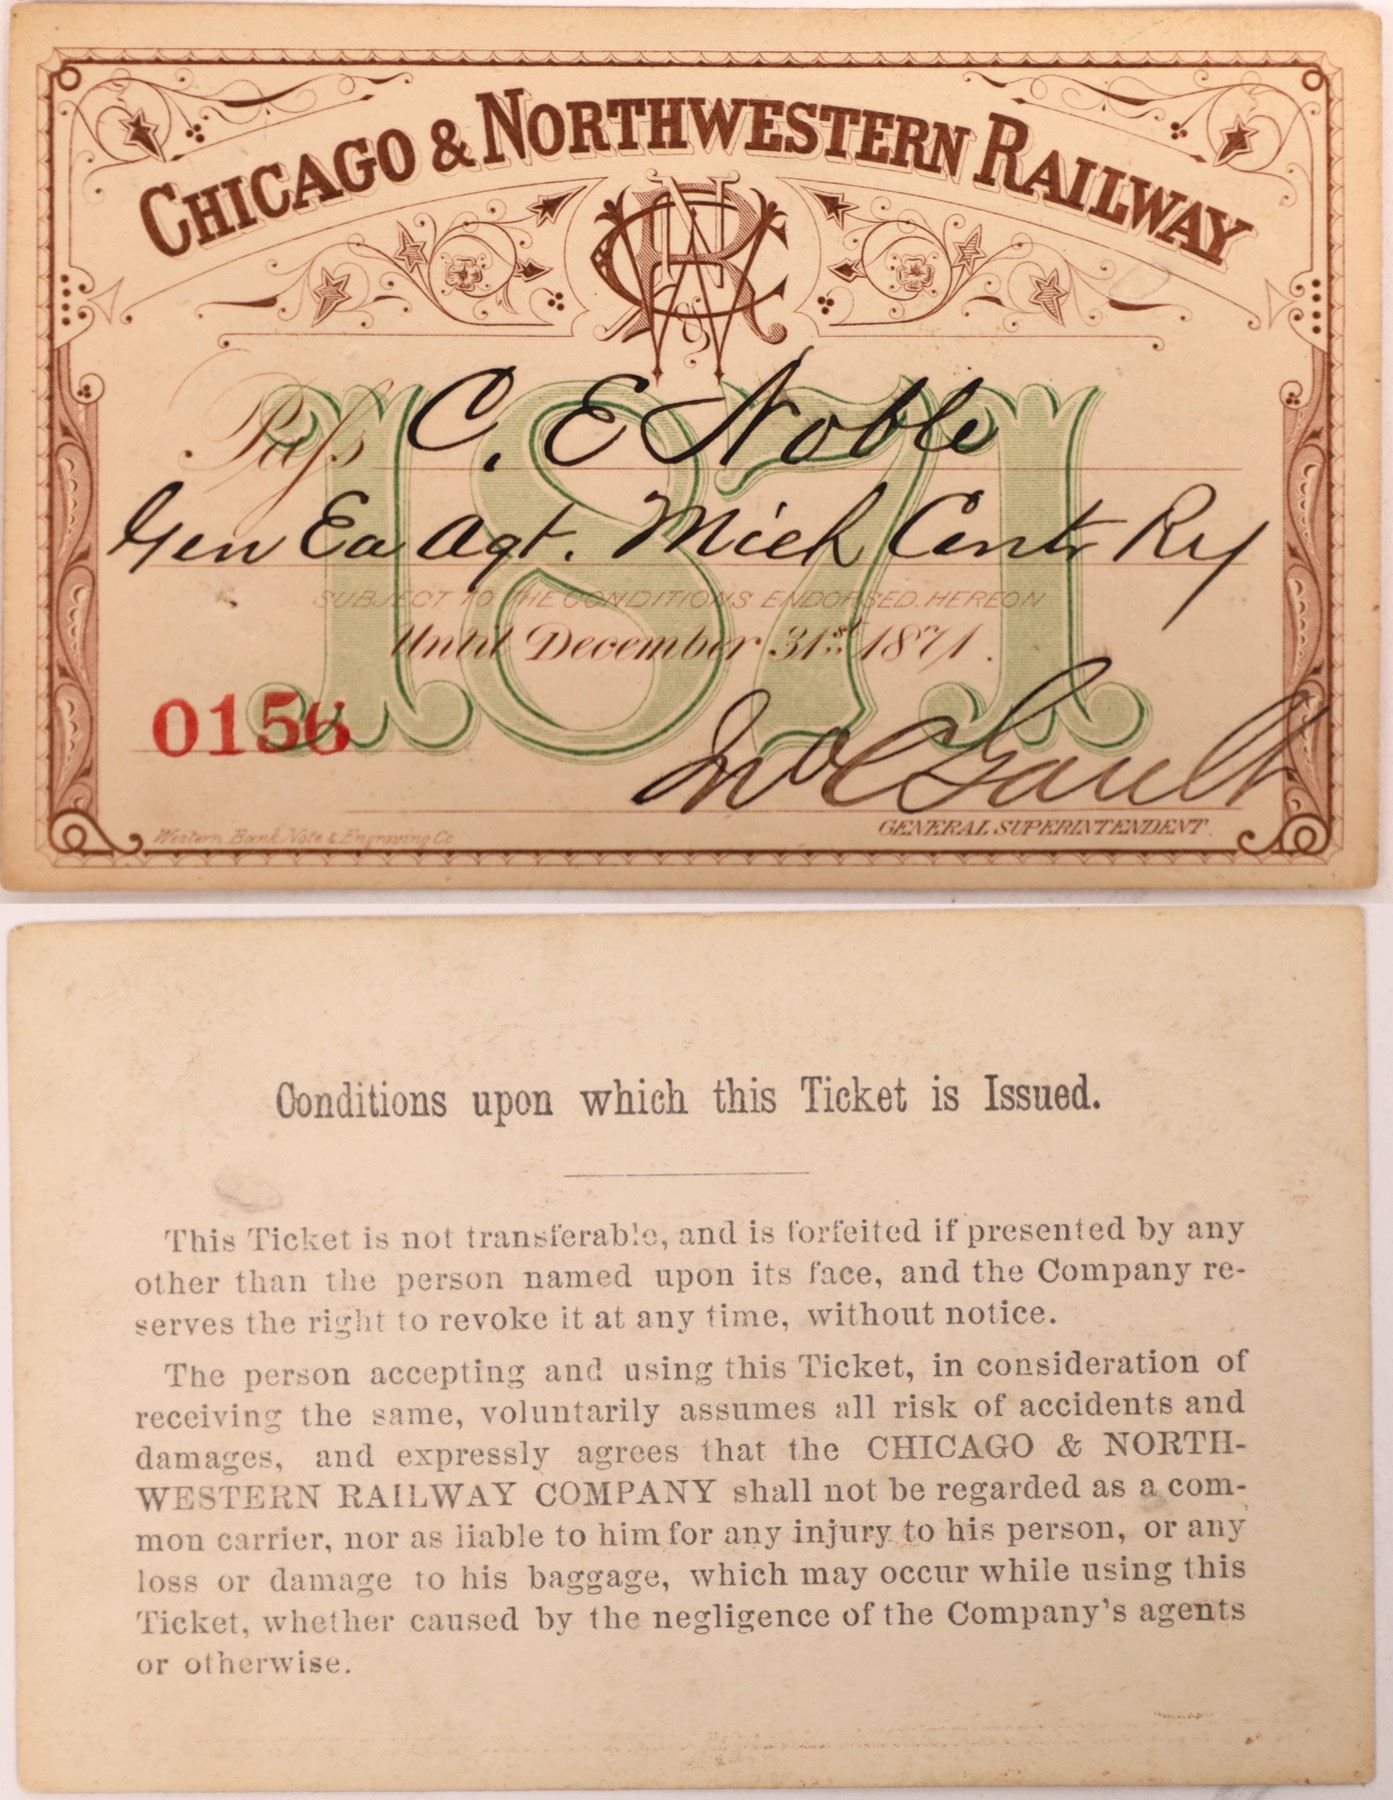 CHICAGO & NORTHWESTERN RAILWAY
Pass C. E Noble
Gen Ea Agt. Mich Centr Ry
1871
SUBJECT TO THE CONDITIONS ENDORSED HEREON
Until December 31st 1871.
0156
Jno C Gault
GENERAL SUPERINTENDENT.
Western Bank Note & Engraving Co
Conditions upon which this Ticket is Issued.
This Ticket is not transferable, and is forfeited if presented by any
other than the person named upon its face, and the Company re-
serves the right to revoke it at any time, without notice.
The person accepting and using this Ticket, in consideration of
receiving the same, voluntarily assumes all risk of accidents and
damages, and expressly agrees that the CHICAGO & NORTH-
WESTERN RAILWAY COMPANY shall not be regarded as a com-
mon carrier, nor as liable to him for any injury to his person, or any
loss or damage to his baggage, which may occur while using this
Ticket, whether caused by the negligence of the Company's agents
or otherwise.